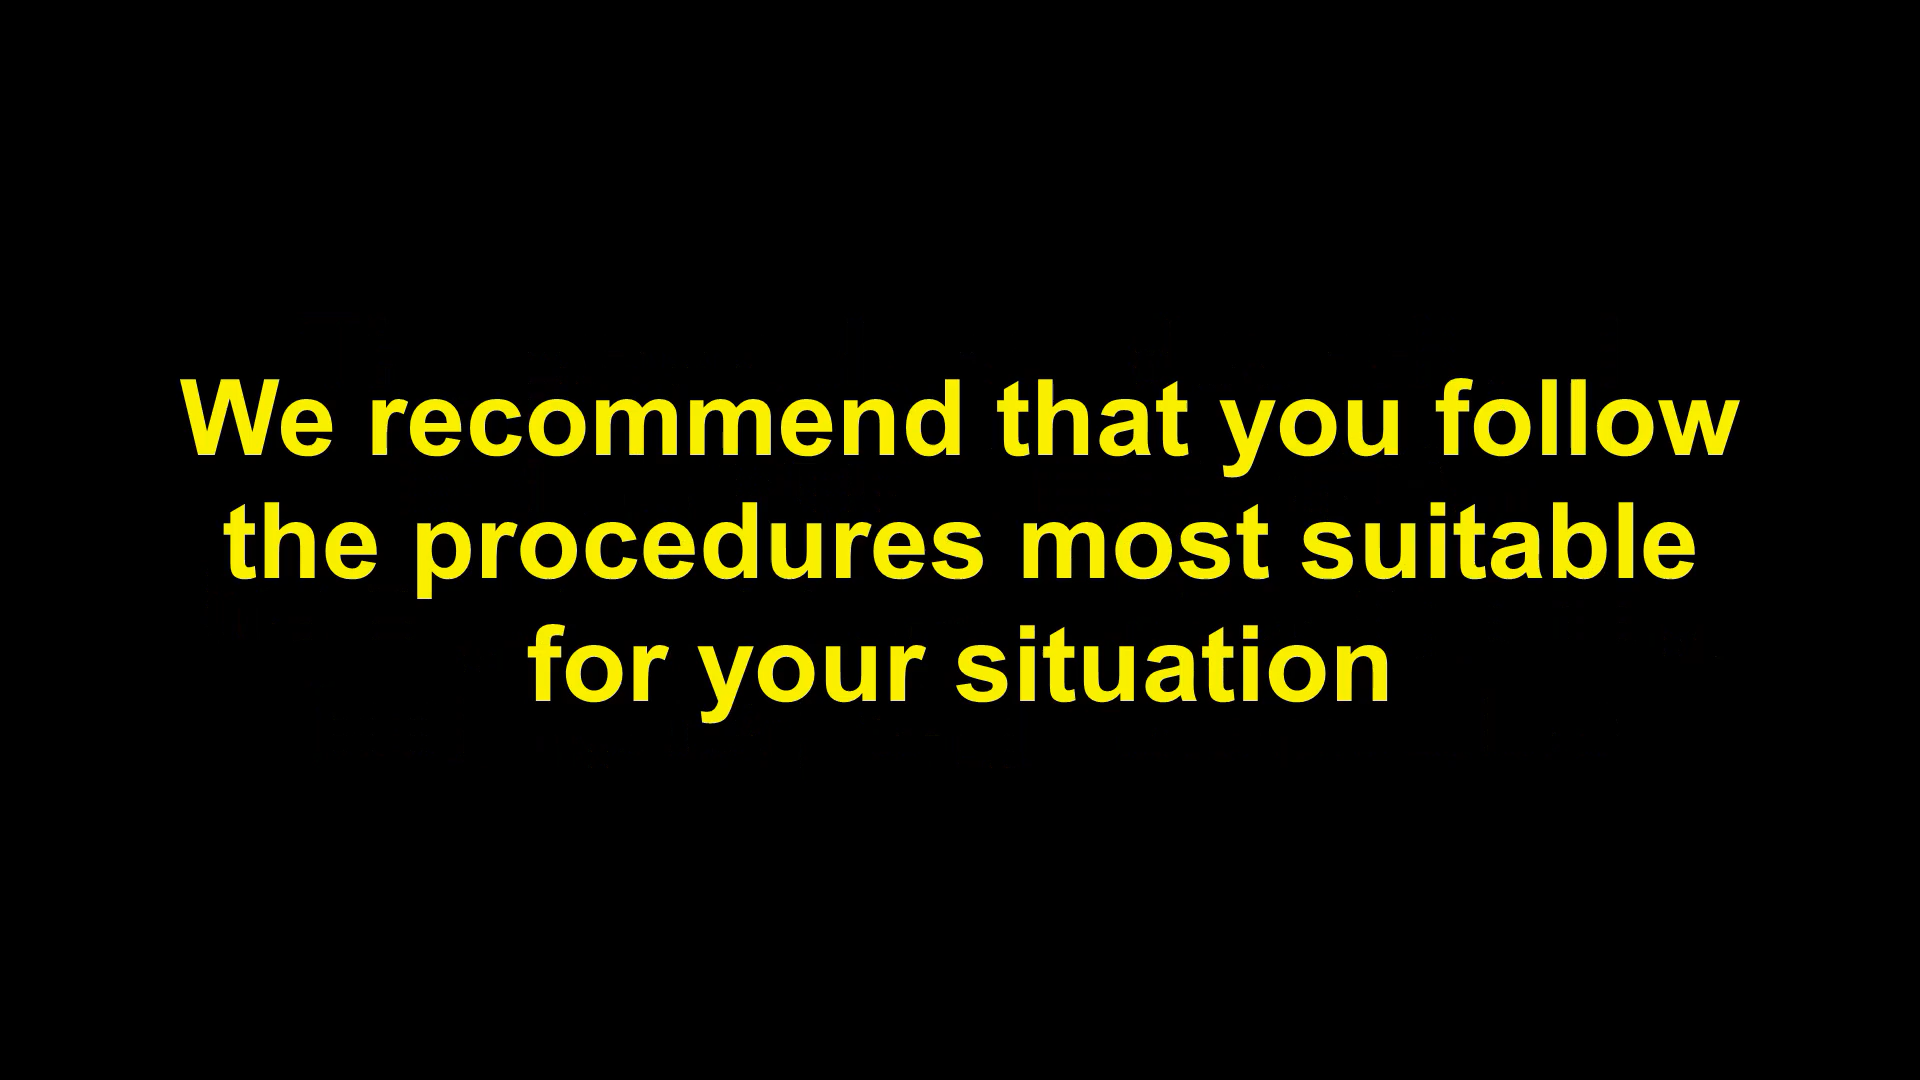 We recommend that you follow
the procedures most suitable
for your situation